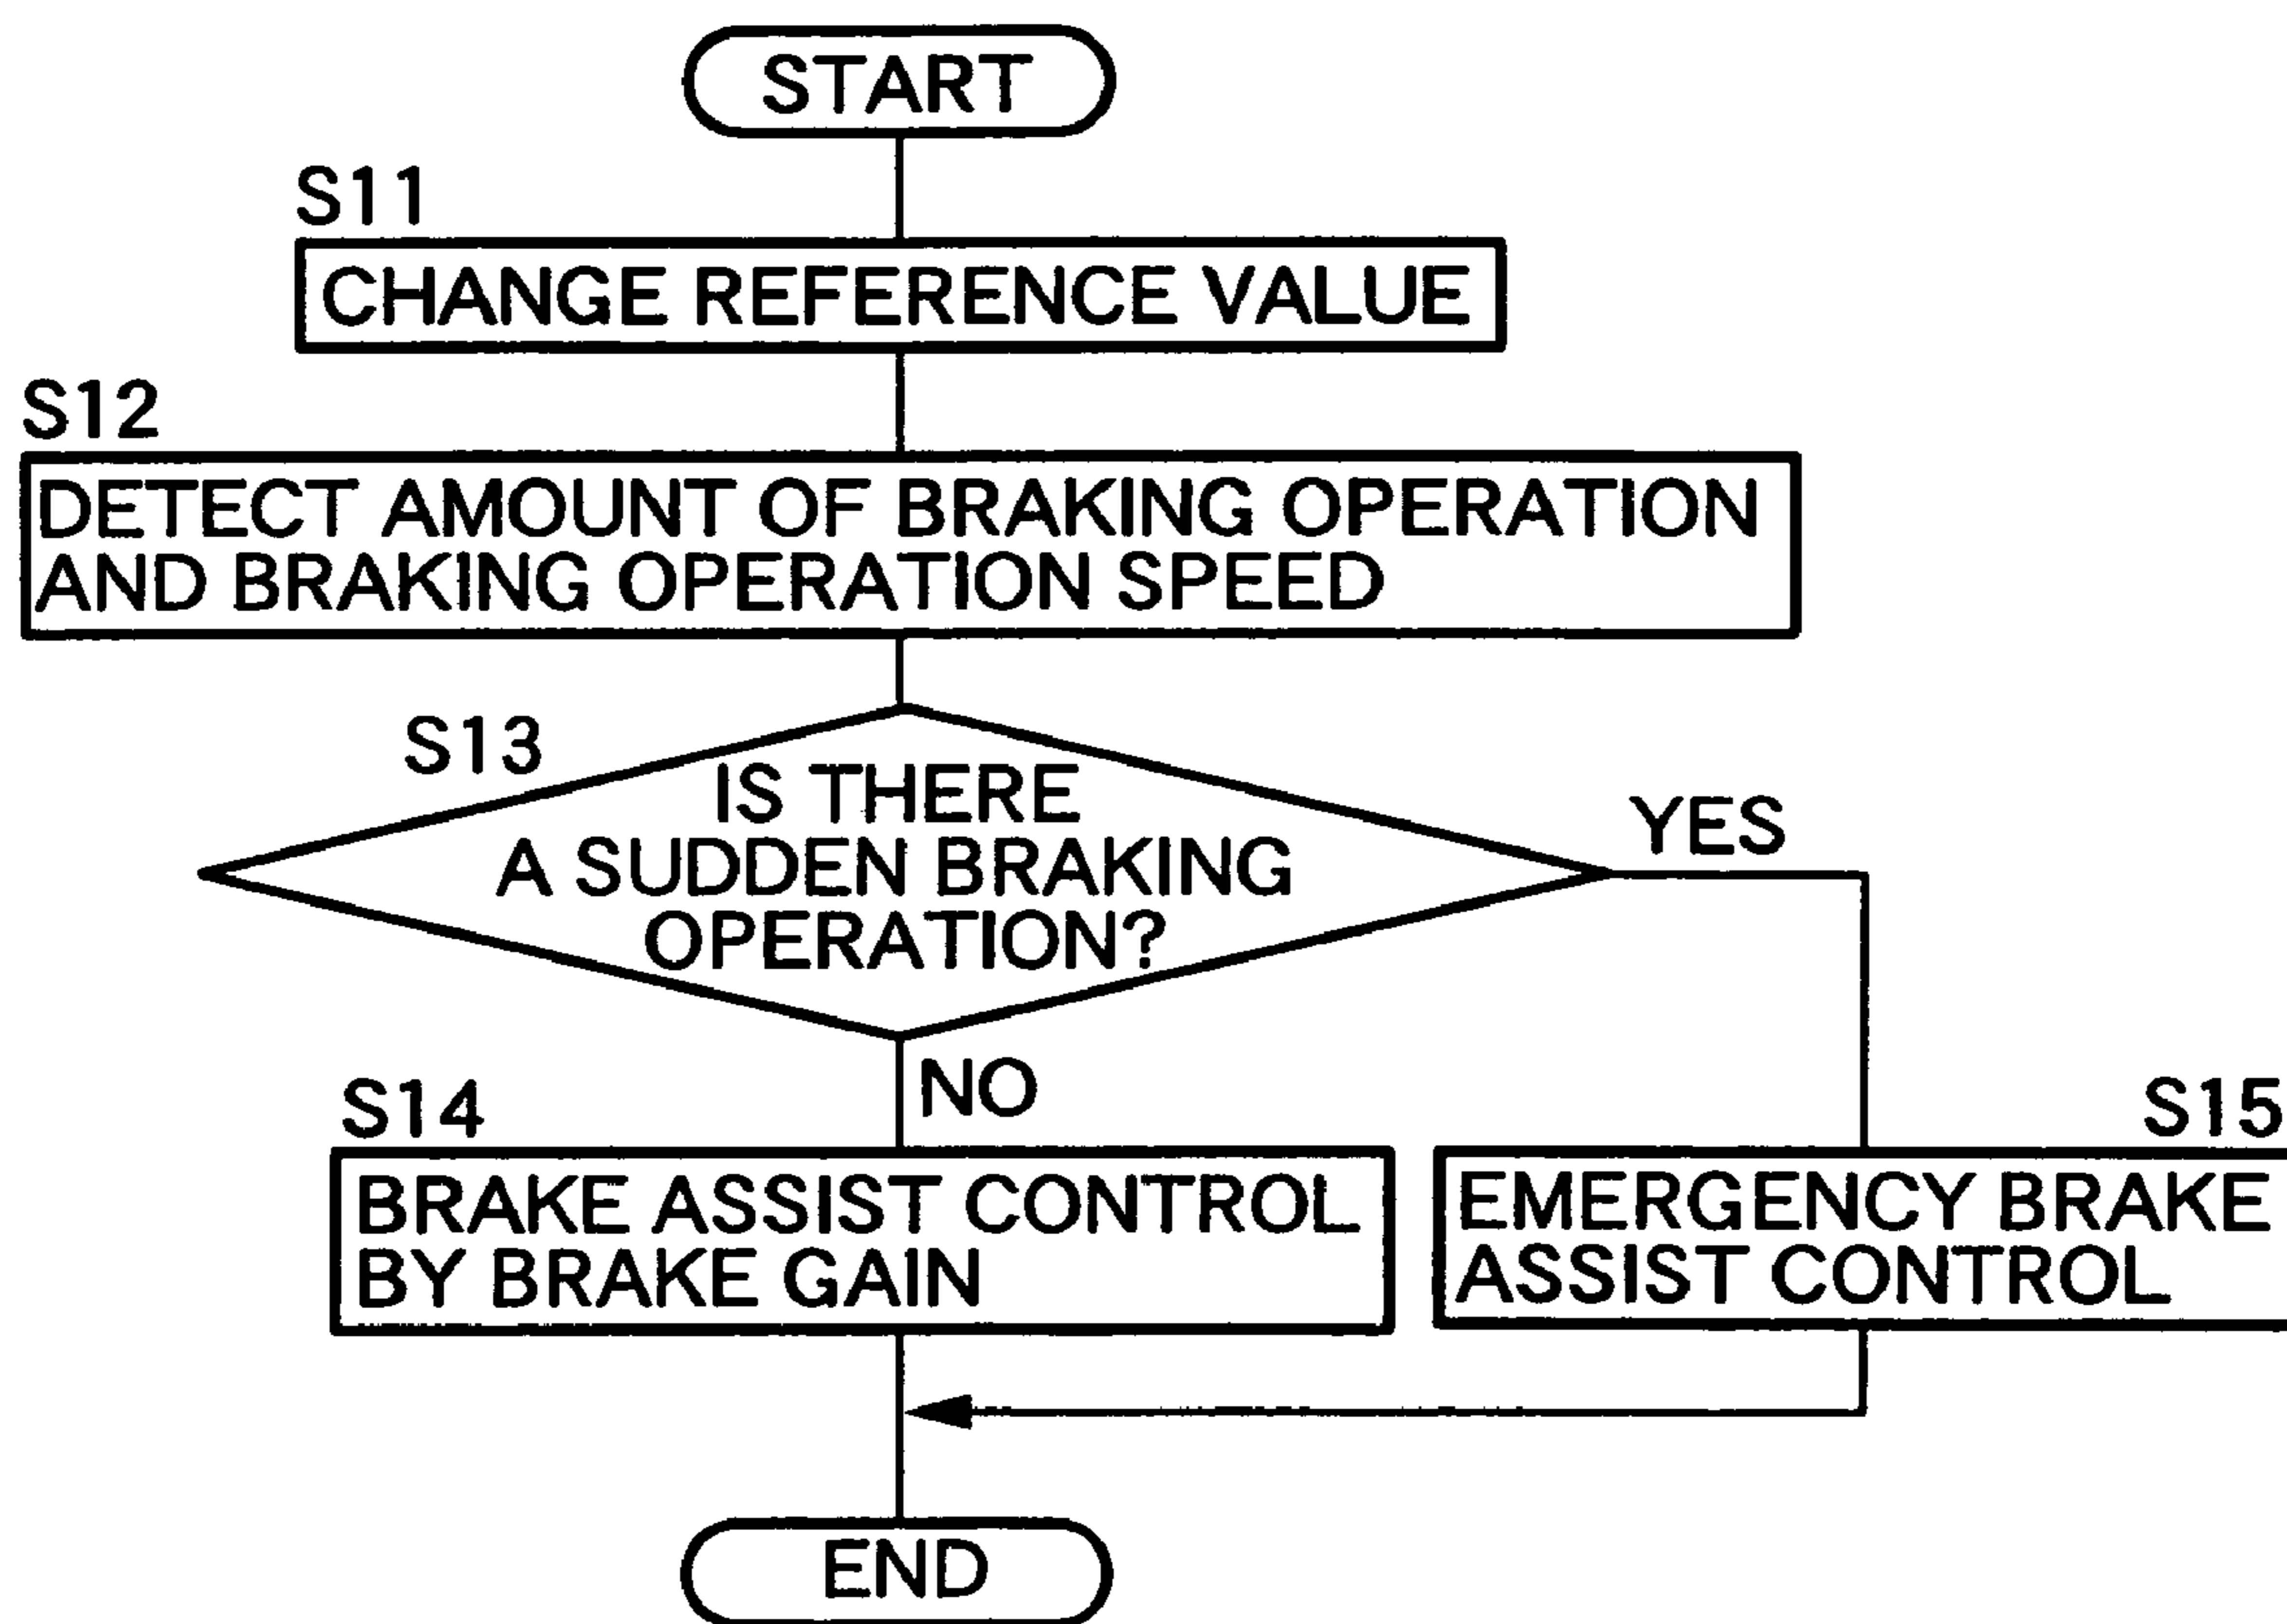 START
S11
CHANGE REFERENCE VALUE
S12
DETECT AMOUNT OF BRAKING OPERATION
AND BRAKING OPERATION SPEED
S13
IS THERE
A SUDDEN BRAKING
OPERATION?
YES
NO
S14
BRAKE ASSIST CONTROL
BY BRAKE GAIN
S15
EMERGENCY BRAKE
ASSIST CONTROL
END